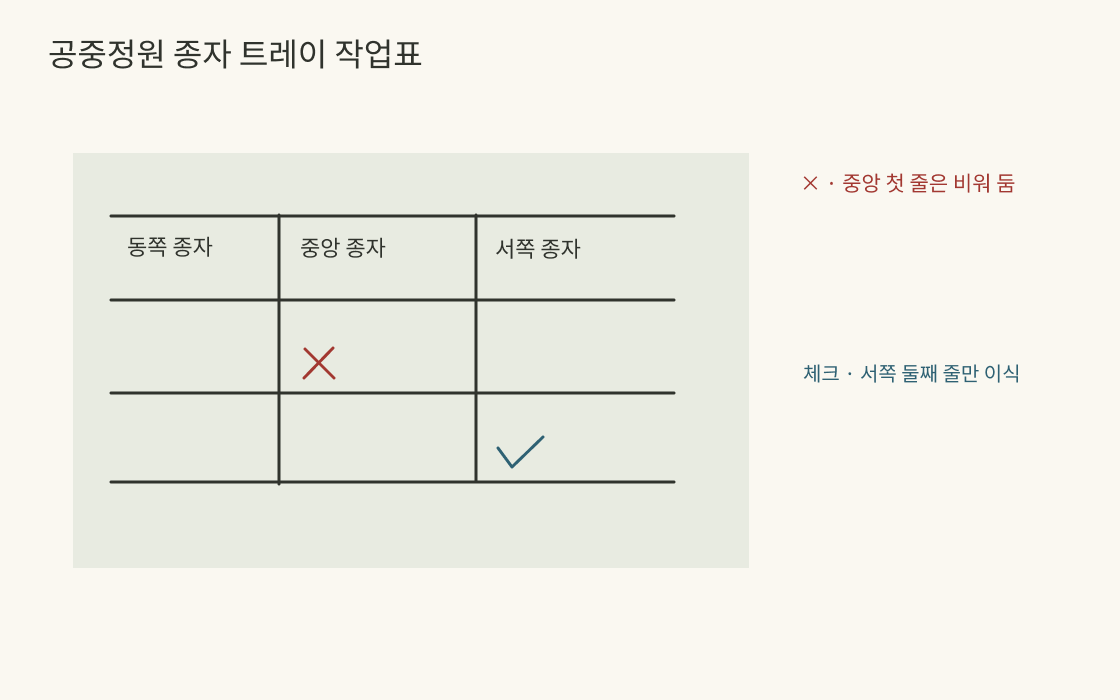 공중정원 종자 트레이 작업표
동쪽 종자
중앙 종자
서쪽 종자
× · 중앙 첫 줄은 비워 둠
체크 · 서쪽 둘째 줄만 이식